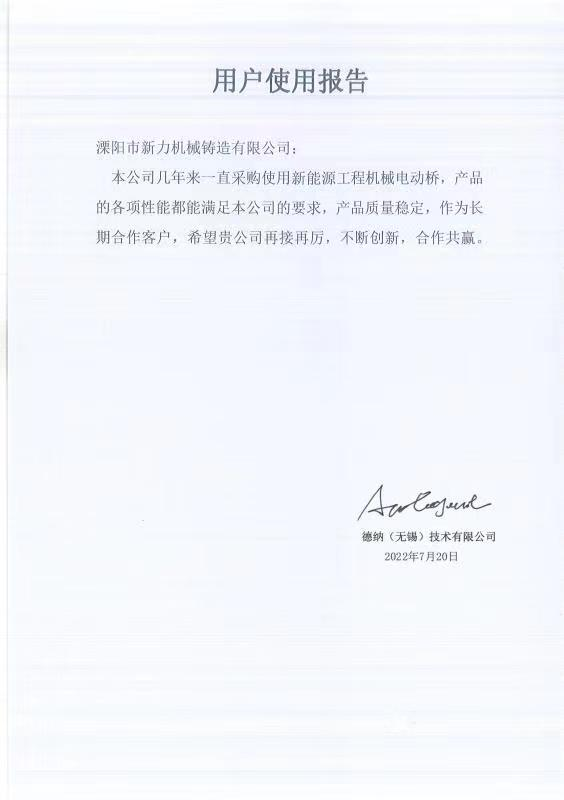 用户使用报告
溧阳市新力机械铸造有限公司：
本公司几年来一直采购使用新能源工程机械电动桥，产品
的各项性能都能满足本公司的要求，产品质量稳定，作为长
期合作客户，希望贵公司再接再厉，不断创新，合作共赢。
德纳（无锡）技术有限公司
2022年7月20日